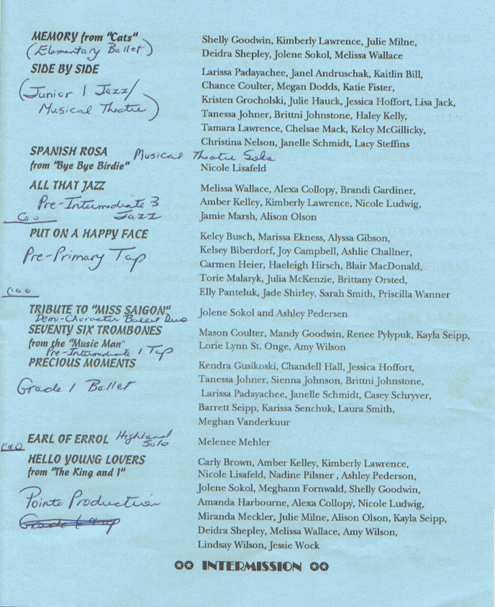 MEMORY from "Cats"
(Elementary Ballet)
Shelly Goodwin, Kimberly Lawrence, Julie Milne,
Deidra Shepley, Jolene Sokol, Melissa Wallace
SIDE BY SIDE
(Junior 1 Jazz/
Musical Theatre)
Larissa Padayachee, Janel Andruschak, Kaitlin Bill,
Chance Coulter, Megan Dodds, Katie Fister,
Kristen Grocholski, Julie Hauck, Jessica Hoffort, Lisa Jack,
Tanessa Johner, Brittni Johnstone, Haley Kelly,
Tamara Lawrence, Chelsae Mack, Kelcy McGillicky,
Christina Nelson, Janelle Schmidt, Lacy Steffins
SPANISH ROSA Musical Theatre Solo
from "Bye Bye Birdie" Nicole Lisafeld
ALL THAT JAZZ
Pre-Intermediate 3
Jazz
Melissa Wallace, Alexa Collopy, Brandi Gardiner,
Amber Kelley, Kimberly Lawrence, Nicole Ludwig,
Jamie Marsh, Alison Olson
PUT ON A HAPPY FACE
Pre-Primary Tap
Kelcy Busch, Marissa Ekness, Alyssa Gibson,
Kelsey Biberdorf, Joy Campbell, Ashlie Challner,
Carmen Heier, Haeleigh Hirsch, Blair MacDonald,
Torie Malaryk, Julia McKenzie, Brittany Orsted,
Elly Panteluk, Jade Shirley, Sarah Smith, Priscilla Wanner
TRIBUTE TO "MISS SAIGON" Jolene Sokol and Ashley Pedersen
Demi-Character Ballet Duo
SEVENTY SIX TROMBONES
from the "Music Man"
Pre-Intermediate 1 Tap
Mason Coulter, Mandy Goodwin, Renee Pylypuk, Kayla Seipp,
Lorie Lynn St. Onge, Amy Wilson
PRECIOUS MOMENTS
Grade 1 Ballet
Kendra Gusikoski, Chandell Hall, Jessica Hoffort,
Tanessa Johner, Sienna Johnson, Brittni Johnstone,
Larissa Padayachee, Janelle Schmidt, Casey Schryver,
Barrett Seipp, Karissa Senchuk, Laura Smith,
Meghan Vanderkuur
EARL OF ERROL Highland Solo Melenee Mehler
HELLO YOUNG LOVERS
from "The King and I"
Pointe Production
Carly Brown, Amber Kelley, Kimberly Lawrence,
Nicole Lisafeld, Nadine Pilsner, Ashley Pederson,
Jolene Sokol, Meghann Fornwald, Shelly Goodwin,
Amanda Harbourne, Alexa Collopy, Nicole Ludwig,
Miranda Meckler, Julie Milne, Alison Olson, Kayla Seipp,
Deidra Shepley, Melissa Wallace, Amy Wilson,
Lindsay Wilson, Jessie Wock
INTERMISSION